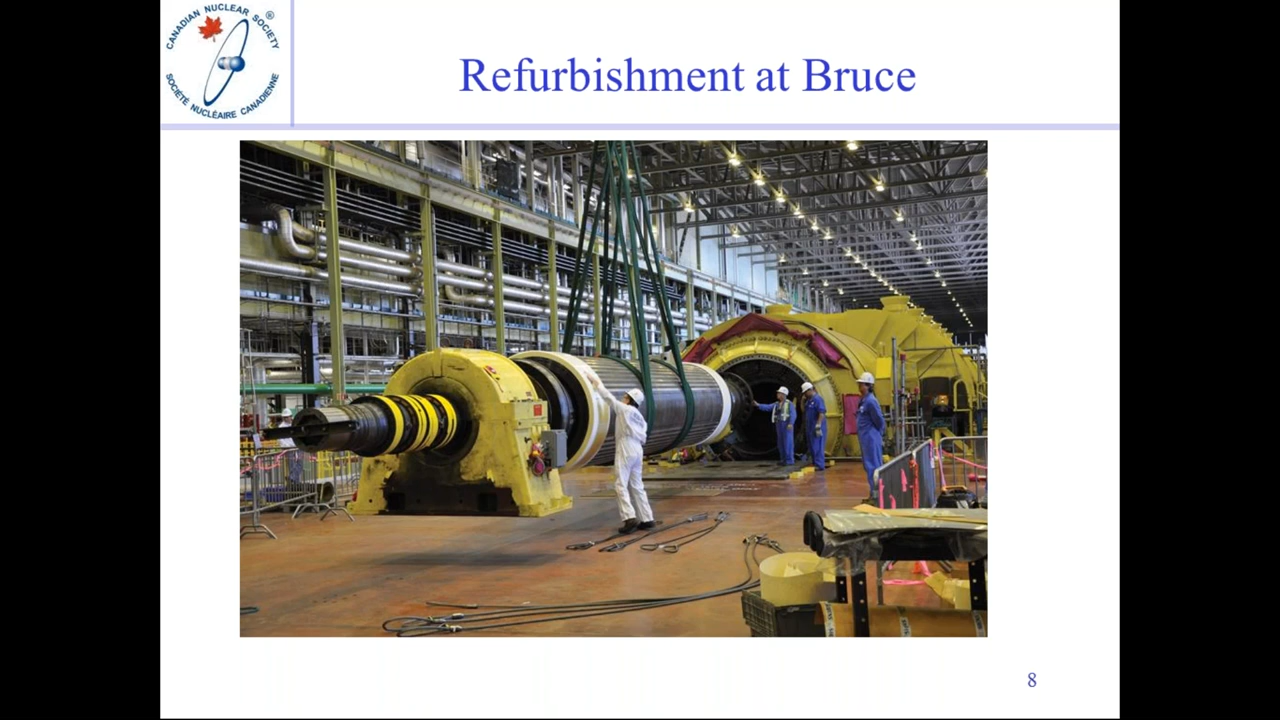 CANADIAN NUCLEAR SOCIETY ®
SOCIÉTÉ NUCLÉAIRE CANADIENNE
Refurbishment at Bruce
8